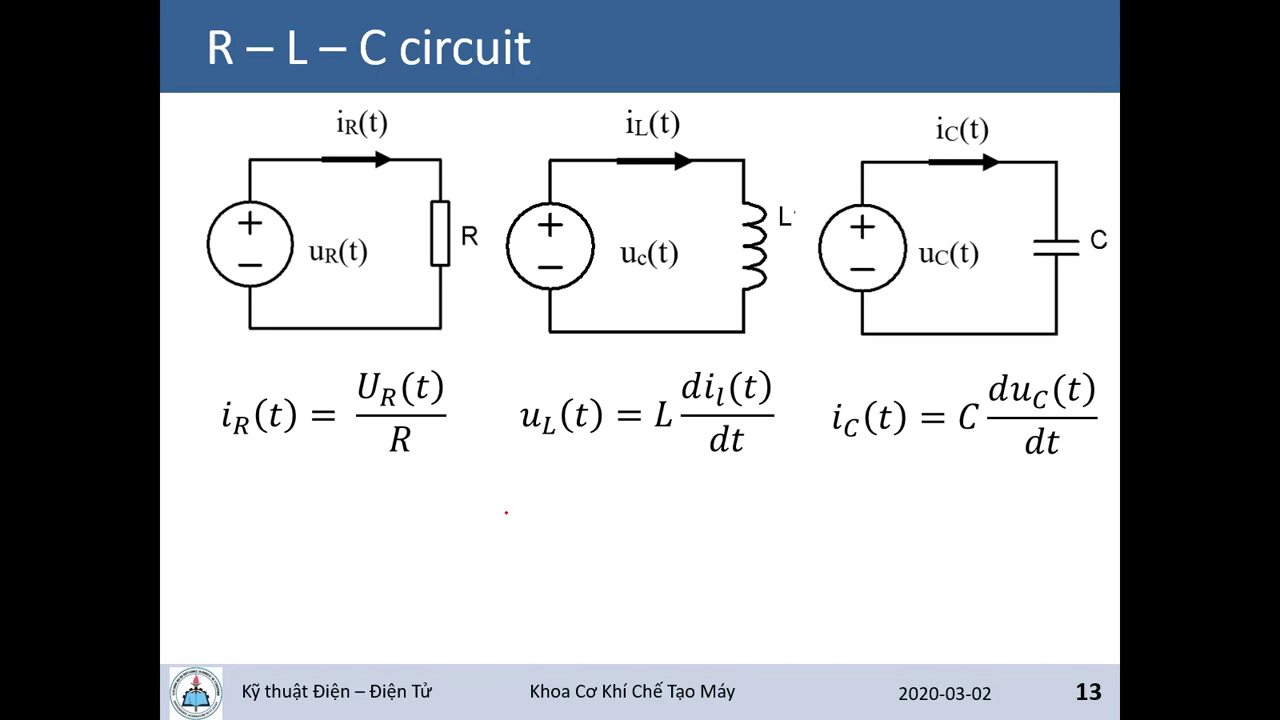 R – L – C circuit
iR(t)
iL(t)
iC(t)
+
–
uR(t)
R
+
–
uc(t)
L
+
–
uC(t)
C
i_R(t) = U_R(t)/R
u_L(t) = L di_l(t)/dt
i_C(t) = C du_C(t)/dt
Kỹ thuật Điện – Điện Tử
Khoa Cơ Khí Chế Tạo Máy
2020-03-02
13